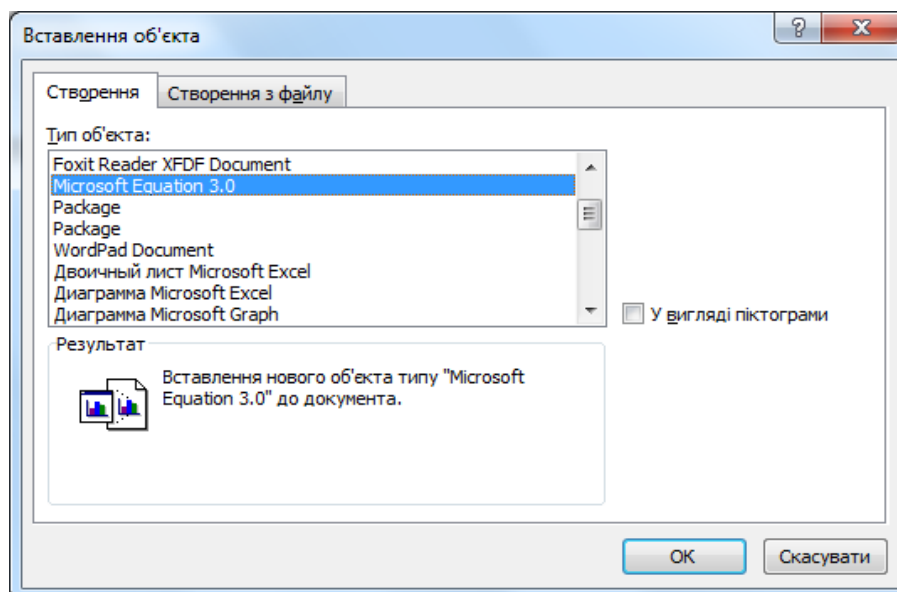 Вставлення об'єкта
Створення
Створення з файлу
Тип об'єкта:
Foxit Reader XFDF Document
Microsoft Equation 3.0
Package
Package
WordPad Document
Двоичный лист Microsoft Excel
Диаграмма Microsoft Excel
Диаграмма Microsoft Graph
У вигляді піктограми
Результат
Вставлення нового об'єкта типу "Microsoft
Equation 3.0" до документа.
ОК
Скасувати